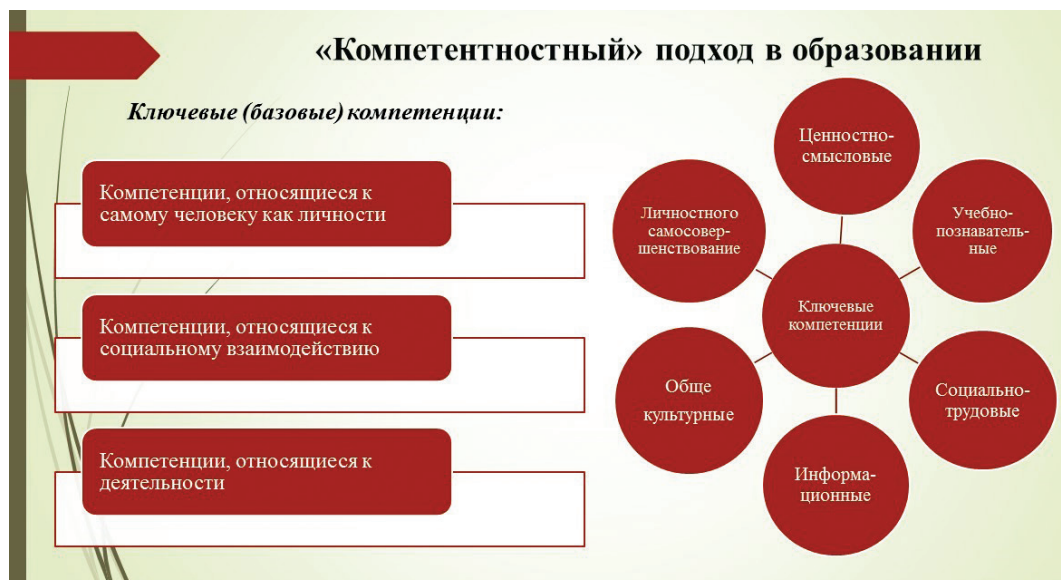 «Компетентностный» подход в образовании
Ключевые (базовые) компетенции:
Компетенции, относящиеся к
самому человеку как личности
Компетенции, относящиеся к
социальному взаимодействию
Компетенции, относящиеся к
деятельности
Ценностно-
смысловые
Учебно-
познаватель-
ные
Социально-
трудовые
Информа-
ционные
Обще
культурные
Личностного
самосовер-
шенствование
Ключевые
компетенции